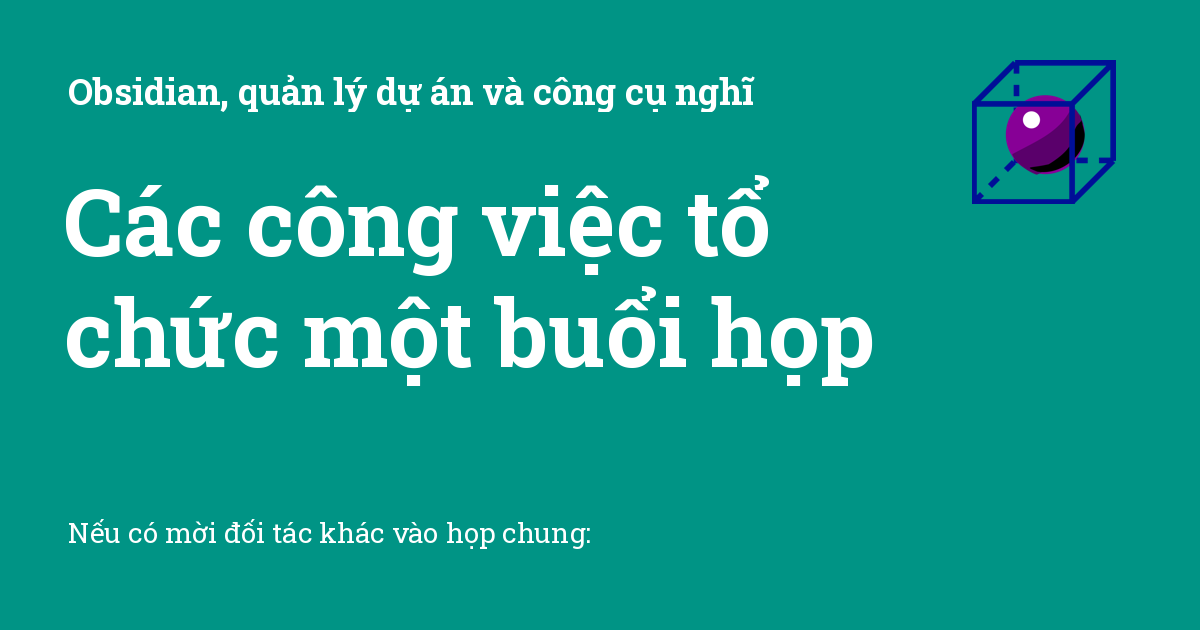 Obsidian, quản lý dự án và công cụ nghĩ
Các công việc tổ
chức một buổi họp
Nếu có mời đối tác khác vào họp chung: